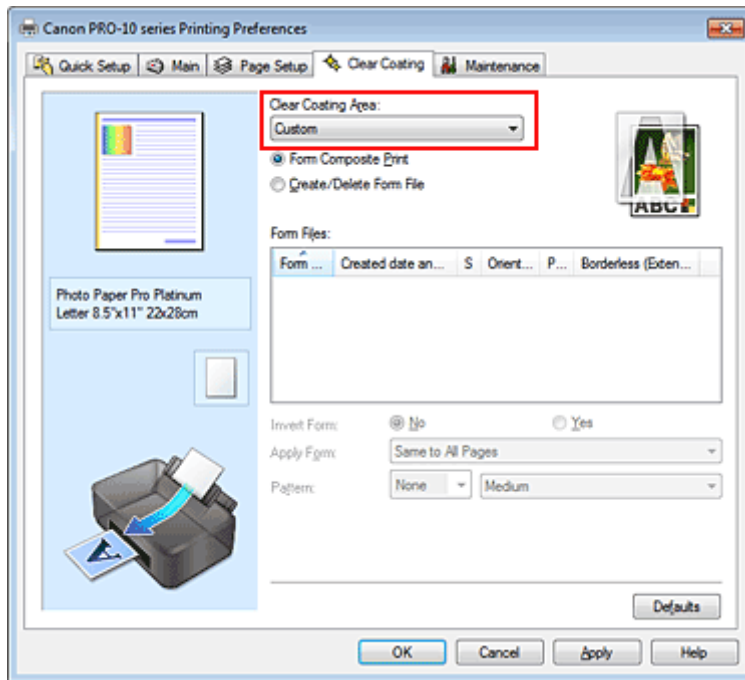 Canon PRO-10 series Printing Preferences
Quick Setup Main Page Setup Clear Coating Maintenance
Clear Coating Area:
Custom
Form Composite Print
Create/Delete Form File
ABC
Form Files:
Form ... Created date an... S Orient... P... Borderless (Exten...
Photo Paper Pro Platinum
Letter 8.5"x11" 22x28cm
Invert Form: No Yes
Apply Form: Same to All Pages
Pattern: None Medium
A
Defaults
OK Cancel Apply Help